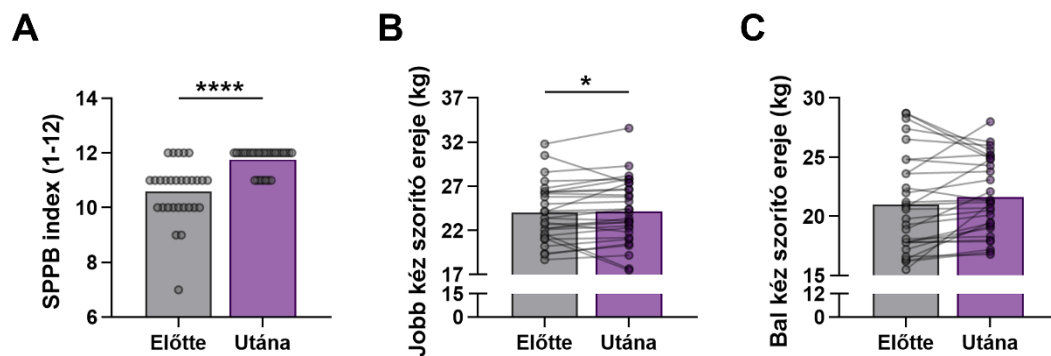 A
SPPB index (1-12)
14
12
10
8
6
****
Előtte
Utána
B
Jobb kéz szorító ereje (kg)
37
32
27
22
17
15
0
*
Előtte
Utána
C
Bal kéz szorító ereje (kg)
30
25
20
15
12
0
Előtte
Utána